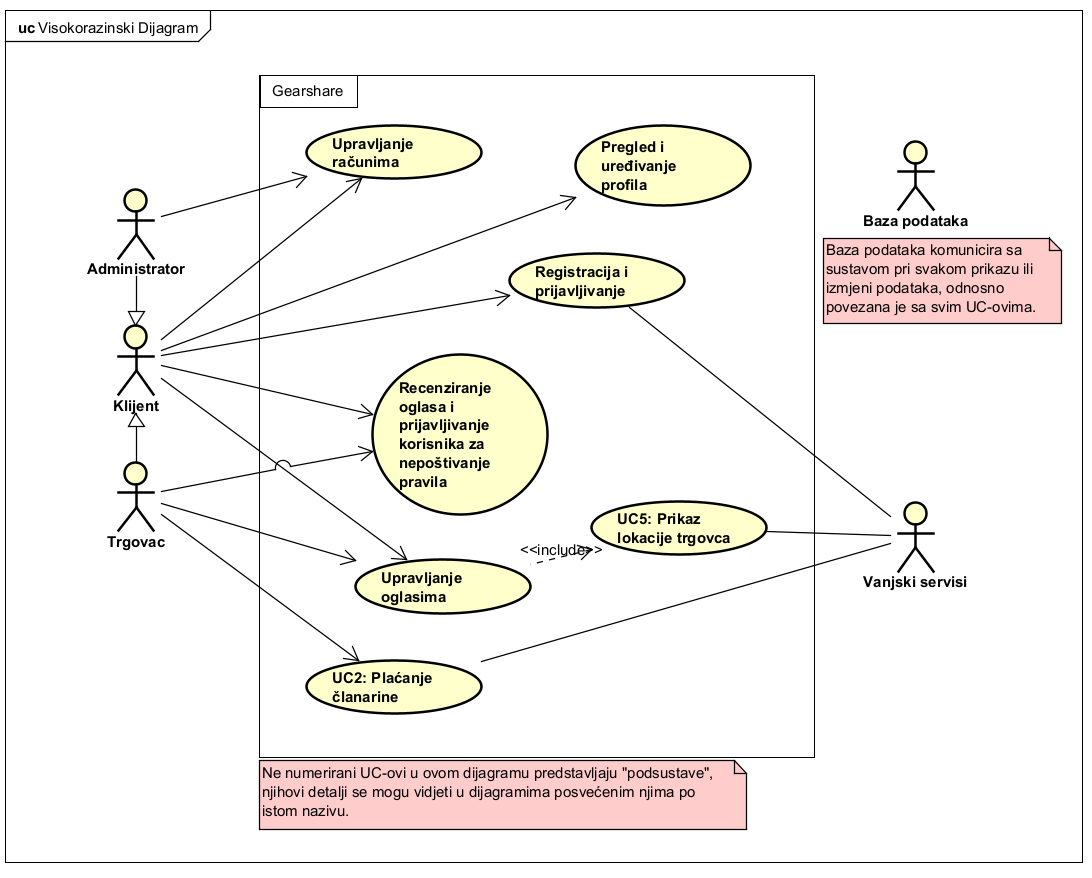 uc Visokorazinski Dijagram
Gearshare
Upravljanje
računima
Pregled i
uređivanje
profila
Baza podataka
Baza podataka komunicira sa
sustavom pri svakom prikazu ili
izmjeni podataka, odnosno
povezana je sa svim UC-ovima.
Administrator
Registracija i
prijavljivanje
Klijent
Recenziranje
oglasa i
prijavljivanje
korisnika za
nepoštivanje
pravila
Trgovac
UC5: Prikaz
lokacije trgovca
<<include>>
Vanjski servisi
Upravljanje
oglasima
UC2: Plaćanje
članarine
Ne numerirani UC-ovi u ovom dijagramu predstavljaju "podsustave",
njihovi detalji se mogu vidjeti u dijagramima posvećenim njima po
istom nazivu.